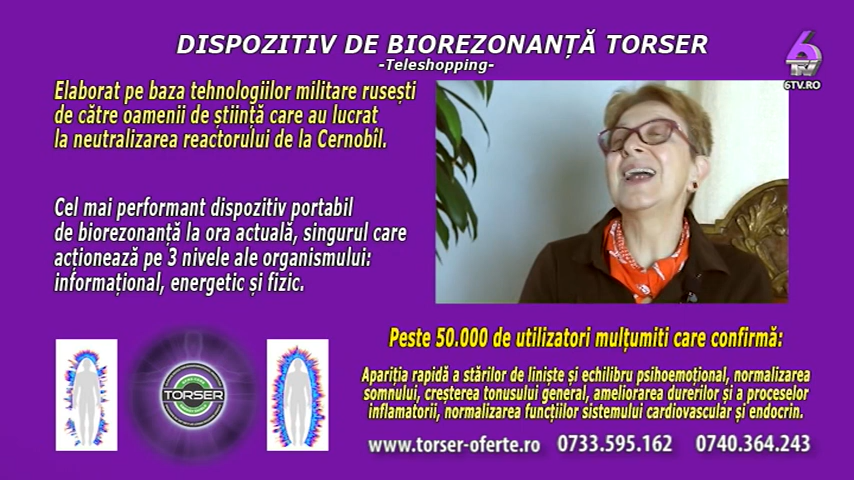 DISPOZITIV DE BIOREZONANȚĂ TORSER
-Teleshopping-
6TV.RO
Elaborat pe baza tehnologiilor militare rusești
de către oamenii de știință care au lucrat
la neutralizarea reactorului de la Cernobîl.
Cel mai performant dispozitiv portabil
de biorezonanță la ora actuală, singurul care
acționează pe 3 nivele ale organismului:
informațional, energetic și fizic.
TORSER
Peste 50.000 de utilizatori mulțumiti care confirmă:
Apariția rapidă a stărilor de liniște și echilibru psihoemoțional, normalizarea
somnului, creșterea tonusului general, ameliorarea durerilor și a proceselor
inflamatorii, normalizarea funcțiilor sistemului cardiovascular și endocrin.
www.torser-oferte.ro 0733.595.162 0740.364.243